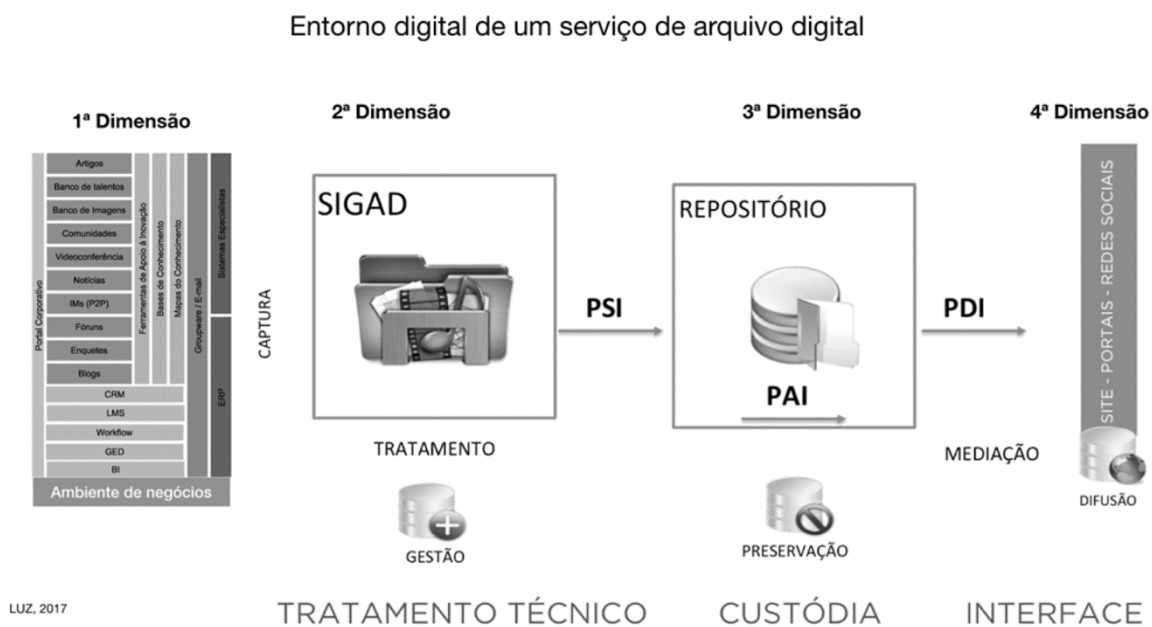 Entorno digital de um serviço de arquivo digital
1ª Dimensão
2ª Dimensão
3ª Dimensão
4ª Dimensão
Portal Corporativo
Artigos
Banco de talentos
Banco de Imagens
Comunidades
Videoconferência
Notícias
IMs (P2P)
Fóruns
Enquetes
Blogs
CRM
LMS
Workflow
GED
BI
Ferramentas de Apoio à Inovação
Bases de Conhecimento
Mapas do Conhecimento
Groupware / E-mail
Sistemas Especialistas
ERP
Ambiente de negócios
CAPTURA
SIGAD
TRATAMENTO
GESTÃO
PSI
REPOSITÓRIO
PAI
PRESERVAÇÃO
PDI
MEDIAÇÃO
SITE - PORTAIS - REDES SOCIAIS
DIFUSÃO
LUZ, 2017
TRATAMENTO TÉCNICO
CUSTÓDIA
INTERFACE